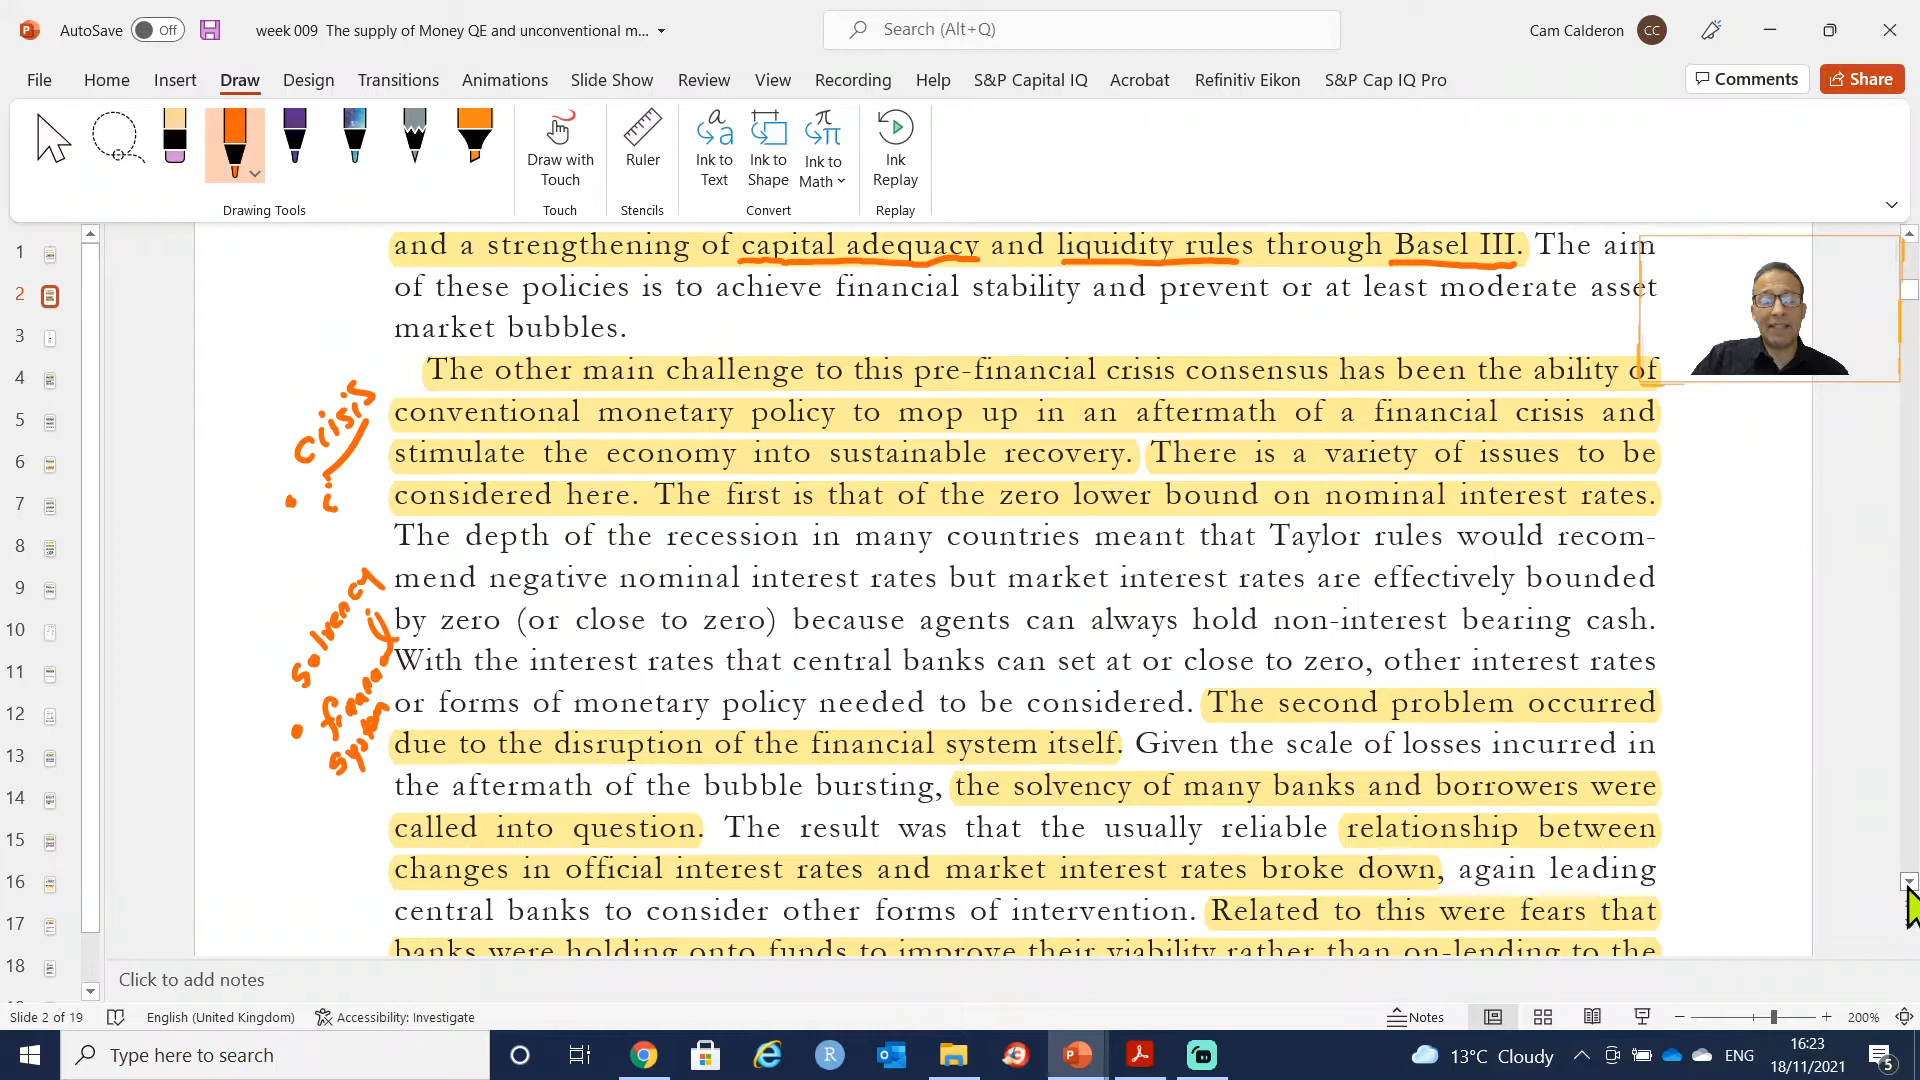 AutoSave Off week 009 The supply of Money QE and unconventional m... Search (Alt+Q) Cam Calderon CC
File Home Insert Draw Design Transitions Animations Slide Show Review View Recording Help S&P Capital IQ Acrobat Refinitiv Eikon S&P Cap IQ Pro Comments Share
Draw with Touch
Ruler
Ink to Text
Ink to Shape
Ink to Math
Ink Replay
Drawing Tools Touch Stencils Convert Replay
1
2
3
4
5
6
7
8
9
10
11
12
13
14
15
16
17
18
and a strengthening of capital adequacy and liquidity rules through Basel III. The aim
of these policies is to achieve financial stability and prevent or at least moderate asset
market bubbles.
The other main challenge to this pre-financial crisis consensus has been the ability of
conventional monetary policy to mop up in an aftermath of a financial crisis and
stimulate the economy into sustainable recovery. There is a variety of issues to be
considered here. The first is that of the zero lower bound on nominal interest rates.
The depth of the recession in many countries meant that Taylor rules would recom-
mend negative nominal interest rates but market interest rates are effectively bounded
by zero (or close to zero) because agents can always hold non-interest bearing cash.
With the interest rates that central banks can set at or close to zero, other interest rates
or forms of monetary policy needed to be considered. The second problem occurred
due to the disruption of the financial system itself. Given the scale of losses incurred in
the aftermath of the bubble bursting, the solvency of many banks and borrowers were
called into question. The result was that the usually reliable relationship between
changes in official interest rates and market interest rates broke down, again leading
central banks to consider other forms of intervention. Related to this were fears that
banks were holding onto funds to improve their viability rather than on-lending to the
crisis
i
solvency
system
Click to add notes
Slide 2 of 19 English (United Kingdom) Accessibility: Investigate Notes 200%
Type here to search 13°C Cloudy ENG 16:23
18/11/2021
5